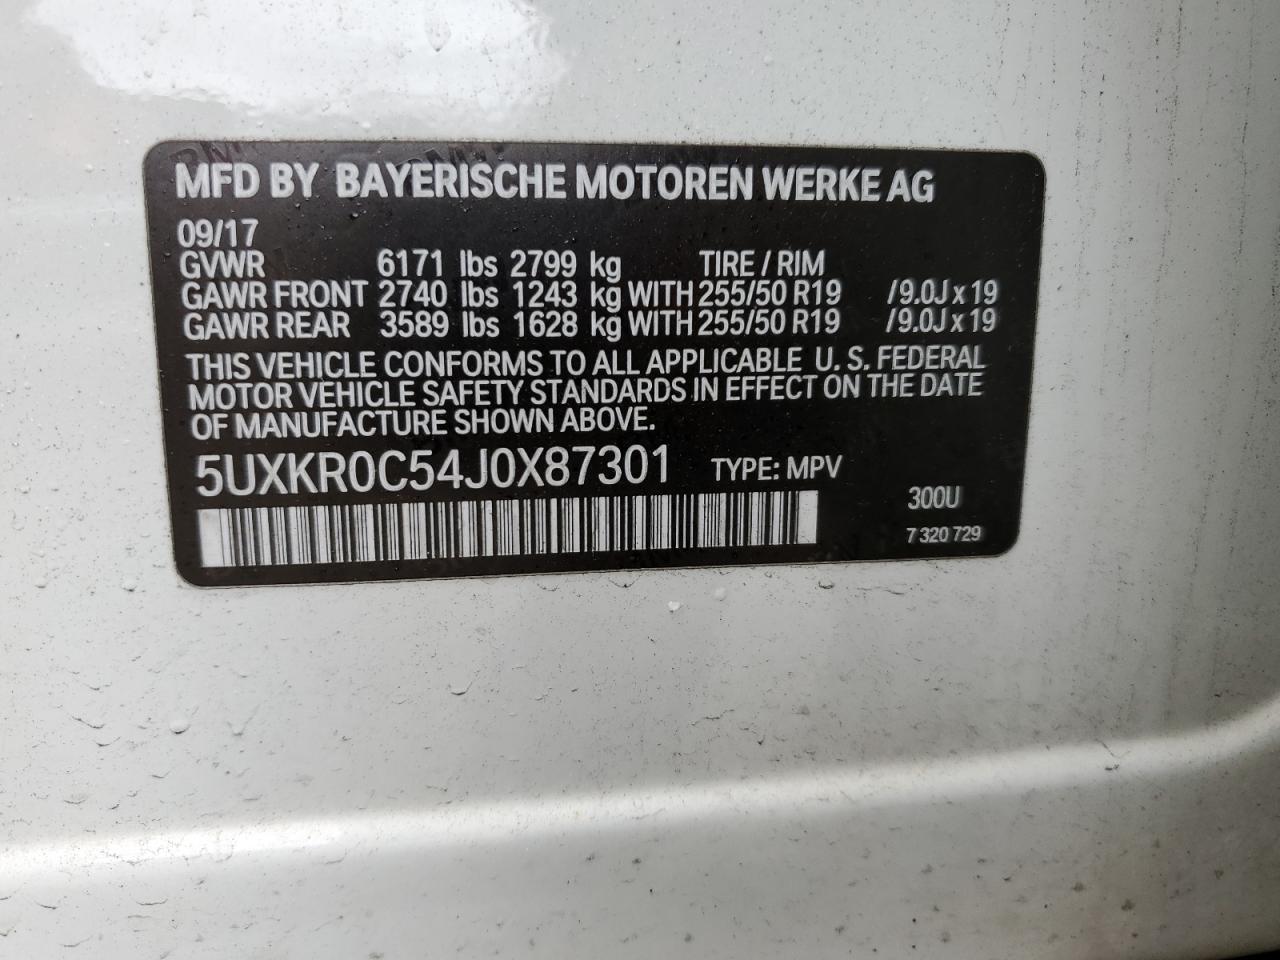 MFD BY BAYERISCHE MOTOREN WERKE AG
09/17
GVWR 6171 lbs 2799 kg TIRE / RIM
GAWR FRONT 2740 lbs 1243 kg WITH 255/50 R19 /9.0J x 19
GAWR REAR 3589 lbs 1628 kg WITH 255/50 R19 /9.0J x 19
THIS VEHICLE CONFORMS TO ALL APPLICABLE U. S. FEDERAL
MOTOR VEHICLE SAFETY STANDARDS IN EFFECT ON THE DATE
OF MANUFACTURE SHOWN ABOVE.
5UXKR0C54J0X87301 TYPE: MPV
300U
7 320 729